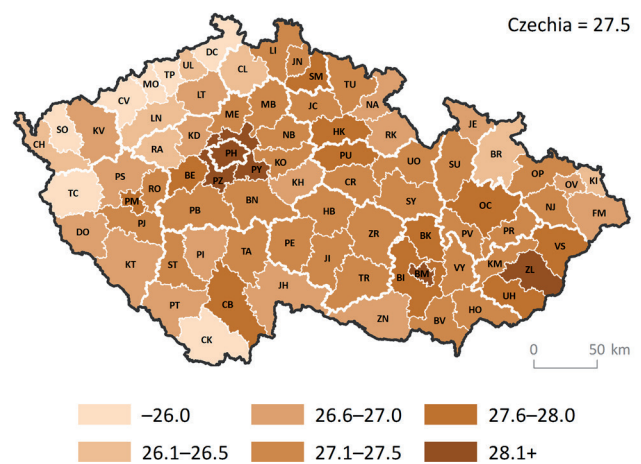 Czechia = 27.5
DC
LI
UL
TP
MO
CL
JN
SM
TU
CV
LT
MB
JC
NA
SO
KV
LN
ME
HK
RK
JE
CH
RA
KD
PH
NB
BR
PU
UO
SU
OP
KI
OV
TC
PS
RO
BE
PZ
PY
KO
KH
CR
FM
PM
PJ
PB
BN
HB
SY
OC
NJ
DO
PV
PR
VS
KT
ST
PI
TA
PE
JI
ZR
BK
BI
BM
VY
KM
ZL
PT
CB
JH
TR
UH
CK
ZN
BV
HO
0 50 km
–26.0 26.6–27.0 27.6–28.0
26.1–26.5 27.1–27.5 28.1+